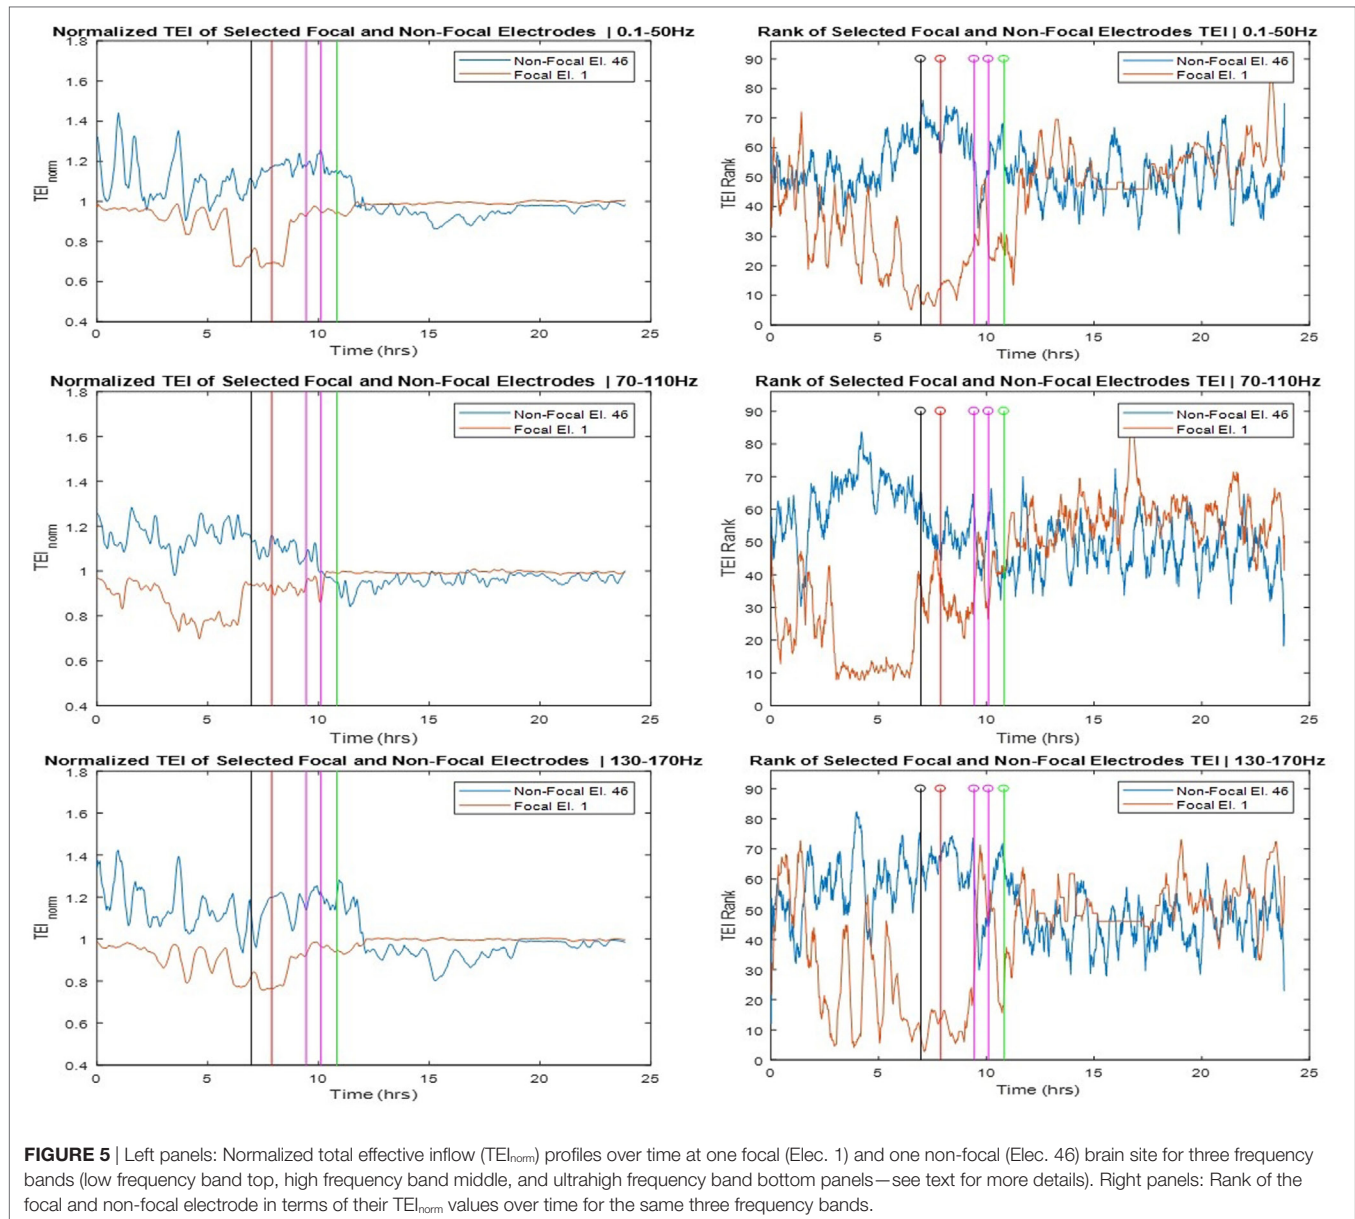 Normalized TEI of Selected Focal and Non-Focal Electrodes | 0.1-50Hz
1.8
1.6
1.4
1.2
1
0.8
0.6
0.4
TEI norm
Non-Focal El. 46
Focal El. 1
0 5 10 15 20 25
Time (hrs)
Rank of Selected Focal and Non-Focal Electrodes TEI | 0.1-50Hz
90
80
70
60
50
40
30
20
10
0
TEI Rank
Non-Focal El. 46
Focal El. 1
0 5 10 15 20 25
Time (hrs)
Normalized TEI of Selected Focal and Non-Focal Electrodes | 70-110Hz
1.8
1.6
1.4
1.2
1
0.8
0.6
0.4
TEI norm
Non-Focal El. 46
Focal El. 1
0 5 10 15 20 25
Time (hrs)
Rank of Selected Focal and Non-Focal Electrodes TEI | 70-110Hz
90
80
70
60
50
40
30
20
10
0
TEI Rank
Non-Focal El. 46
Focal El. 1
0 5 10 15 20 25
Time (hrs)
Normalized TEI of Selected Focal and Non-Focal Electrodes | 130-170Hz
1.8
1.6
1.4
1.2
1
0.8
0.6
0.4
TEI norm
Non-Focal El. 46
Focal El. 1
0 5 10 15 20 25
Time (hrs)
Rank of Selected Focal and Non-Focal Electrodes TEI | 130-170Hz
90
80
70
60
50
40
30
20
10
0
TEI Rank
Non-Focal El. 46
Focal El. 1
0 5 10 15 20 25
Time (hrs)
FIGURE 5 | Left panels: Normalized total effective inflow (TEInorm) profiles over time at one focal (Elec. 1) and one non-focal (Elec. 46) brain site for three frequency
bands (low frequency band top, high frequency band middle, and ultrahigh frequency band bottom panels—see text for more details). Right panels: Rank of the
focal and non-focal electrode in terms of their TEInorm values over time for the same three frequency bands.